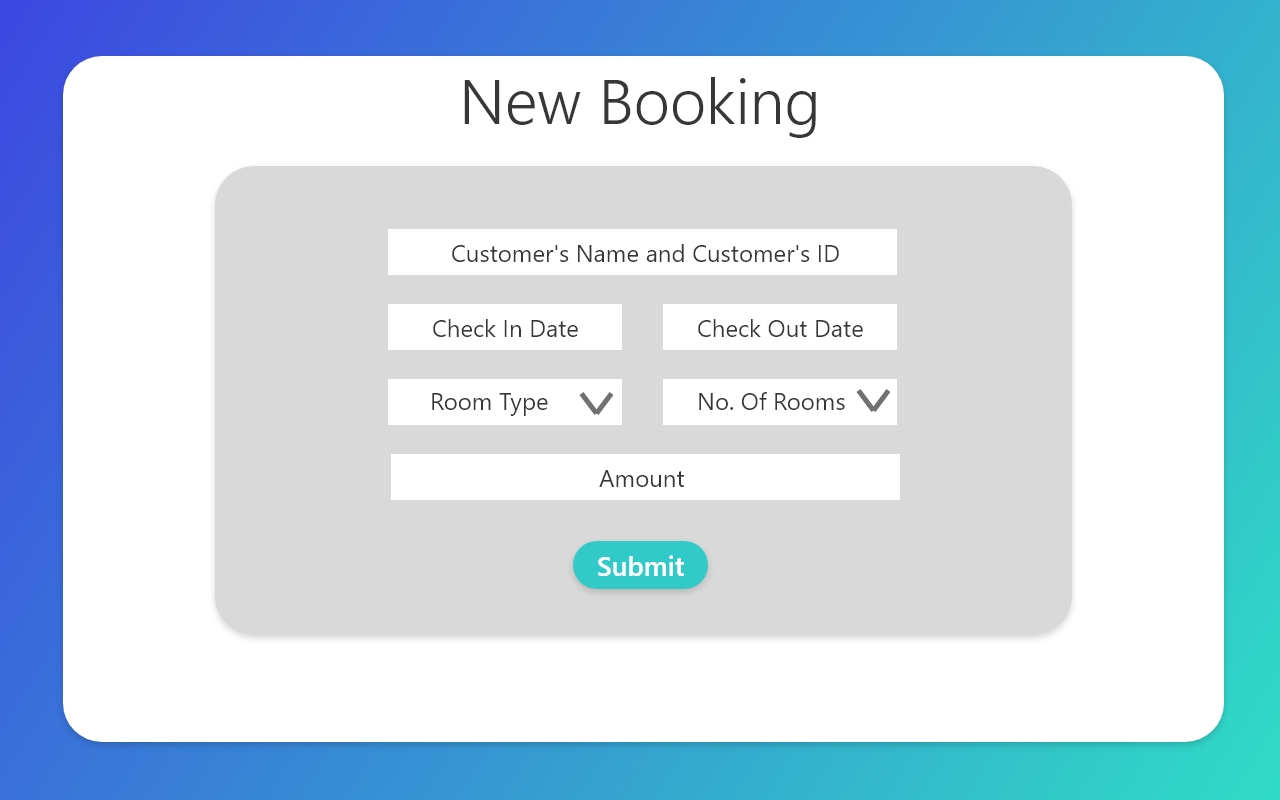 New Booking
Customer's Name and Customer's ID
Check In Date
Check Out Date
Room Type
No. Of Rooms
Amount
Submit